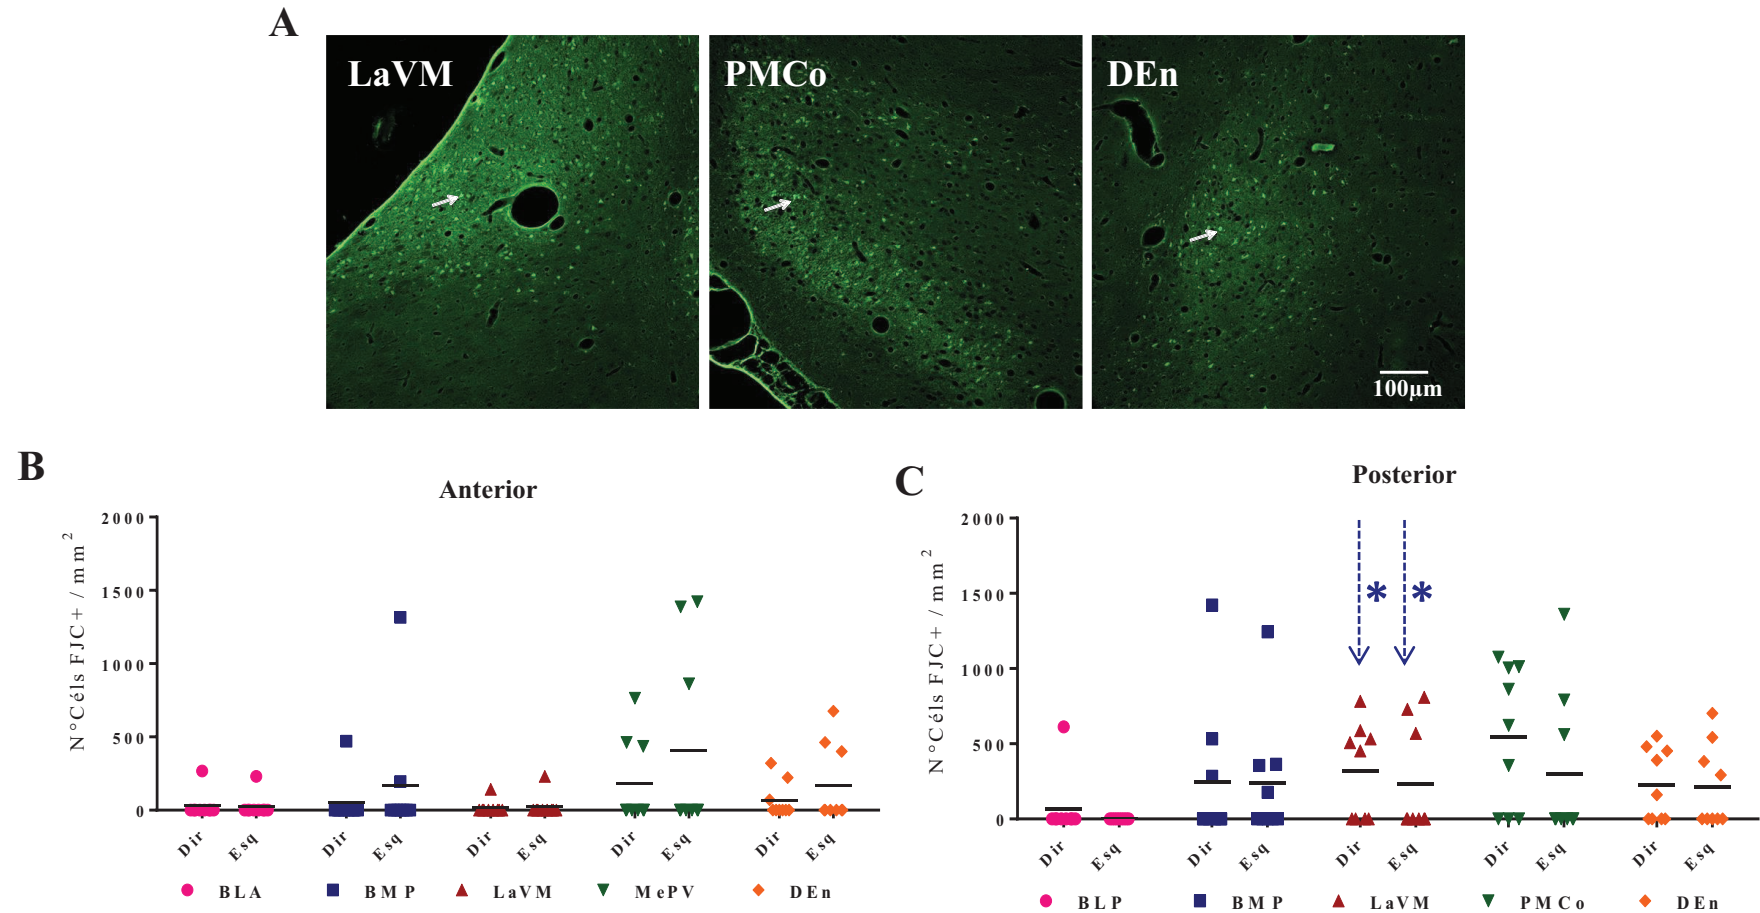 A
LaVM
PMCo
DEn
100µm
B
Anterior
N°Céls FJC+ / mm²
2000
1500
1000
500
0
Dir Esq Dir Esq Dir Esq Dir Esq Dir Esq
BLA BMP LaVM MePV DEn
C
Posterior
N°Céls FJC+ / mm²
2000
1500
1000
500
0
* *
Dir Esq Dir Esq Dir Esq Dir Esq Dir Esq
BLP BMP LaVM PMCo DEn